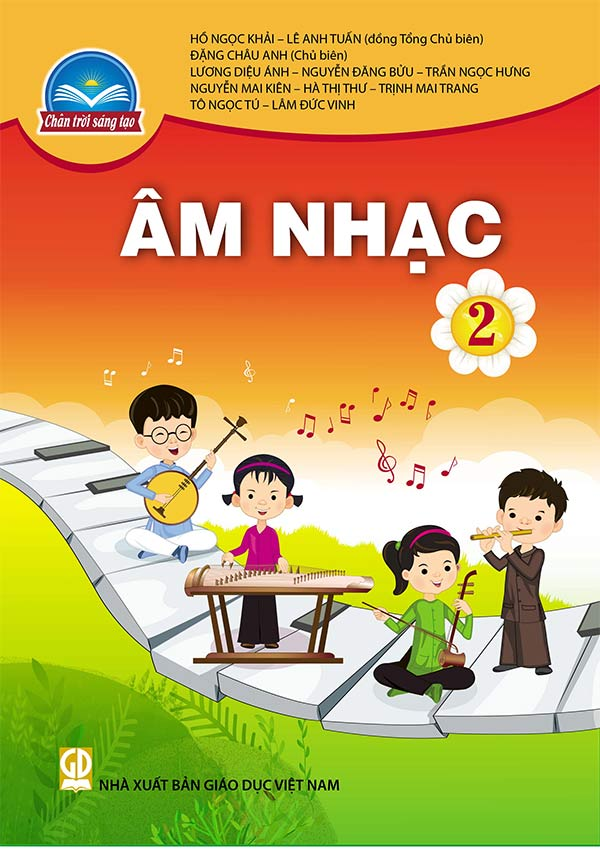 HỒ NGỌC KHẢI – LÊ ANH TUẤN (đồng Tổng Chủ biên)
ĐẶNG CHÂU ANH (Chủ biên)
LƯƠNG DIỆU ÁNH – NGUYỄN ĐĂNG BỬU – TRẦN NGỌC HƯNG
NGUYỄN MAI KIÊN – HÀ THỊ THƯ – TRỊNH MAI TRANG
TÔ NGỌC TÚ – LÂM ĐỨC VINH
Chân trời sáng tạo
ÂM NHẠC
2
GD
NHÀ XUẤT BẢN GIÁO DỤC VIỆT NAM